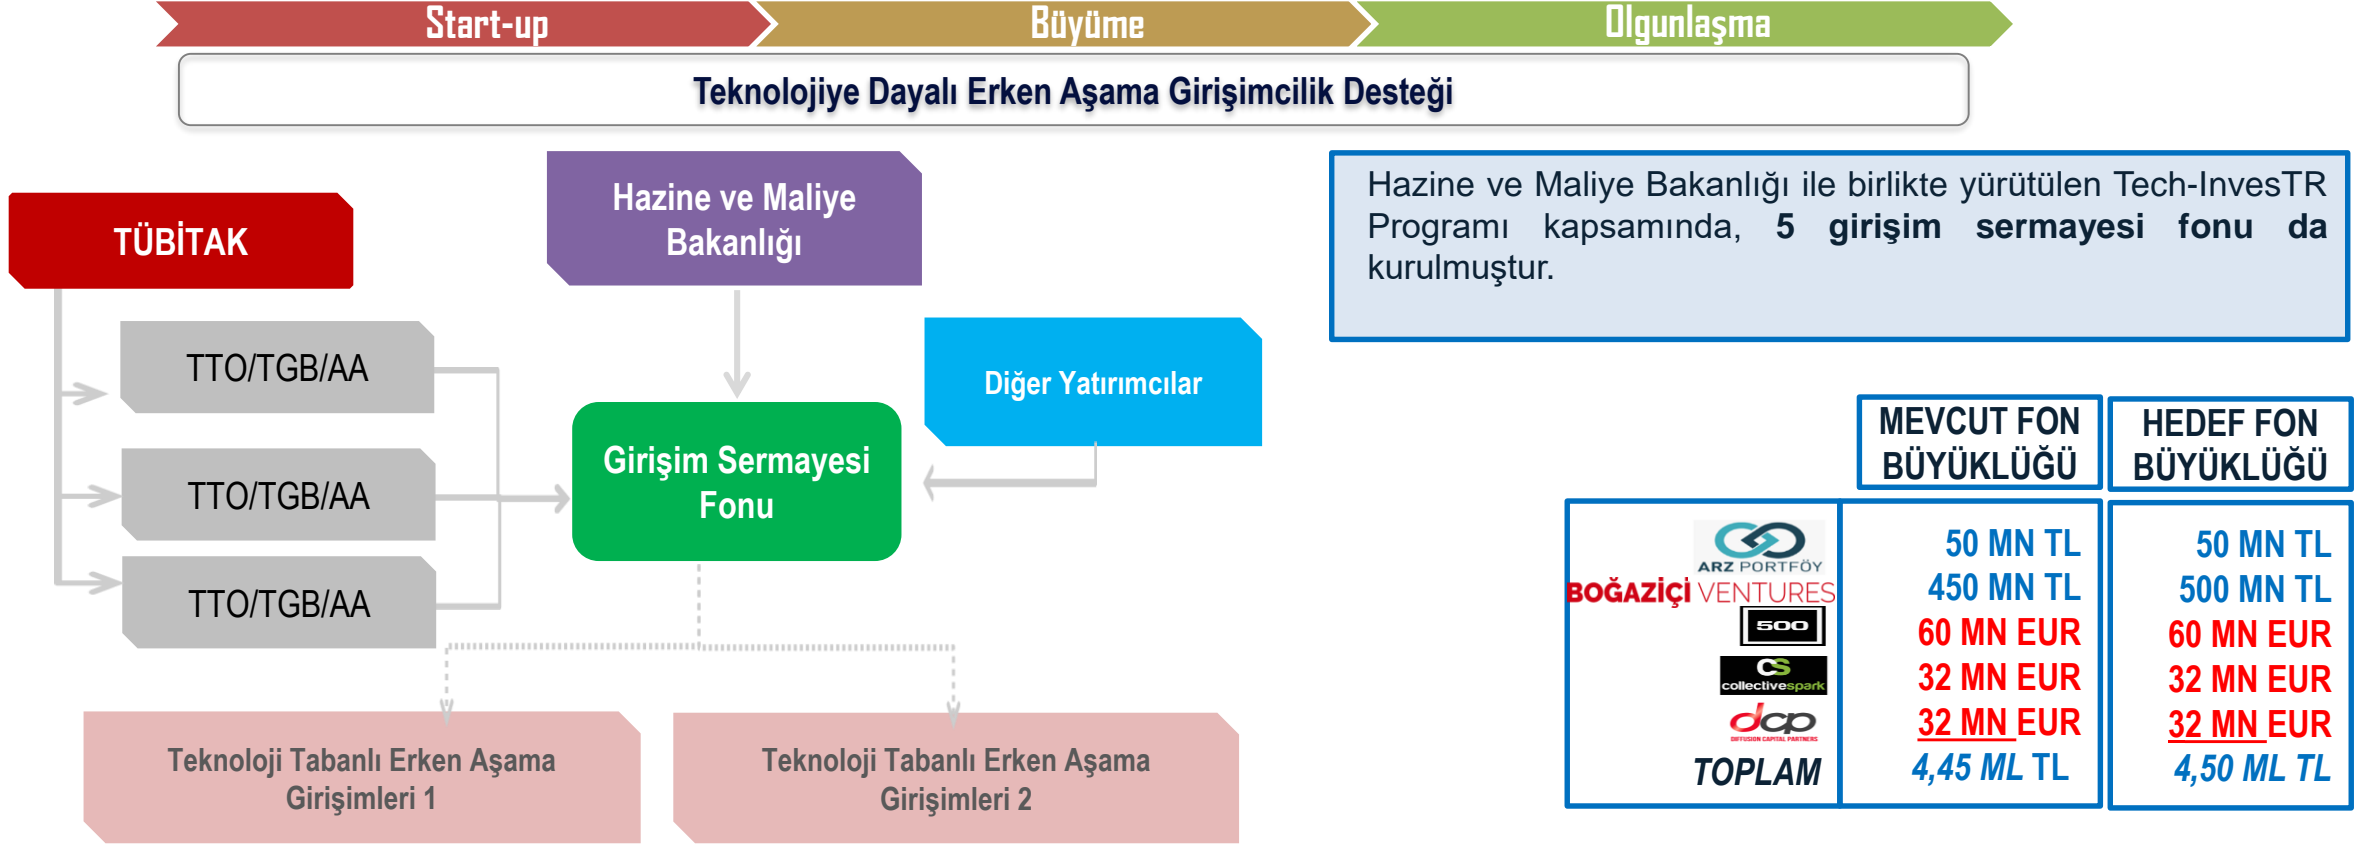 Start-up
Büyüme
Olgunlaşma
Teknolojiye Dayalı Erken Aşama Girişimcilik Desteği
TÜBİTAK
Hazine ve Maliye
Bakanlığı
TTO/TGB/AA
TTO/TGB/AA
TTO/TGB/AA
Diğer Yatırımcılar
Girişim Sermayesi
Fonu
Teknoloji Tabanlı Erken Aşama
Girişimleri 1
Teknoloji Tabanlı Erken Aşama
Girişimleri 2
Hazine ve Maliye Bakanlığı ile birlikte yürütülen Tech-InvesTR
Programı kapsamında, 5 girişim sermayesi fonu da
kurulmuştur.
MEVCUT FON
BÜYÜKLÜĞÜ
HEDEF FON
BÜYÜKLÜĞÜ
ARZ PORTFÖY
50 MN TL
50 MN TL
BOĞAZİÇİ VENTURES
450 MN TL
500 MN TL
500
60 MN EUR
60 MN EUR
CS
collectivespark
32 MN EUR
32 MN EUR
dcp
DIFFUSION CAPITAL PARTNERS
32 MN EUR
32 MN EUR
TOPLAM
4,45 ML TL
4,50 ML TL